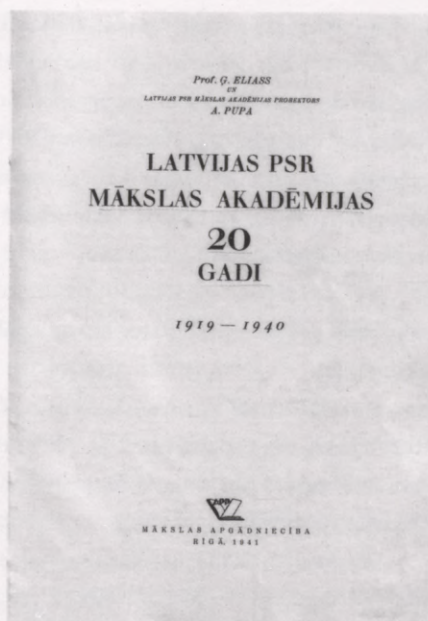 Prof. Ģ. ELIASS
UN
LATVIJAS PSR MĀKSLAS AKADĒMIJAS PROREKTORS
A. PUPA
LATVIJAS PSR
MĀKSLAS AKADĒMIJAS
20
GADI
1919 — 1940
MĀKSLAS APGĀDNIECĪBA
RĪGĀ, 1941